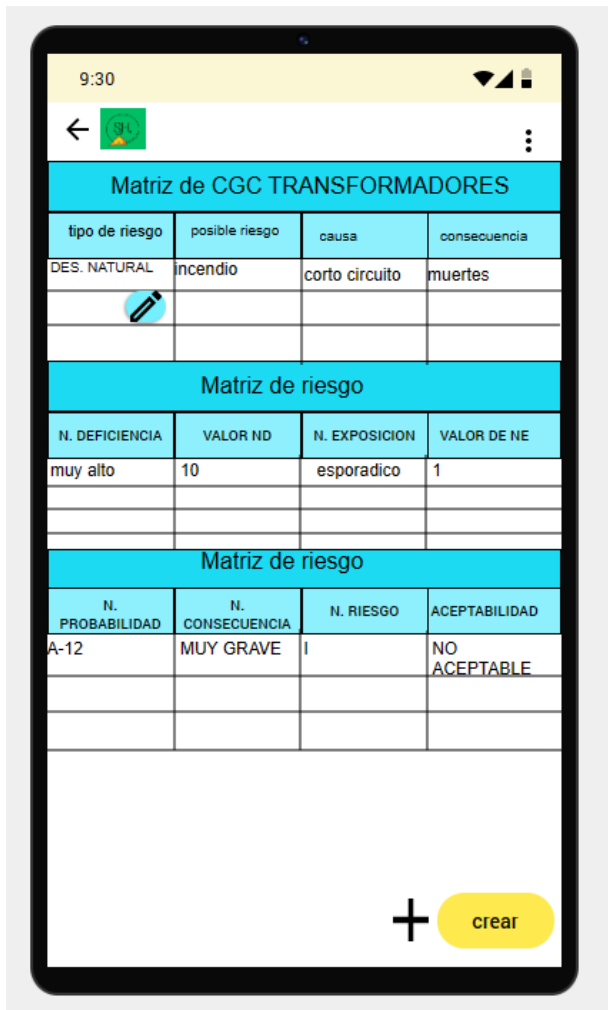 9:30
SH.
Matriz de CGC TRANSFORMADORES
tipo de riesgo posible riesgo causa consecuencia
DES. NATURAL incendio corto circuito muertes
Matriz de riesgo
N. DEFICIENCIA VALOR ND N. EXPOSICION VALOR DE NE
muy alto 10 esporadico 1
Matriz de riesgo
N. PROBABILIDAD N. CONSECUENCIA N. RIESGO ACEPTABILIDAD
A-12 MUY GRAVE I NO ACEPTABLE
crear